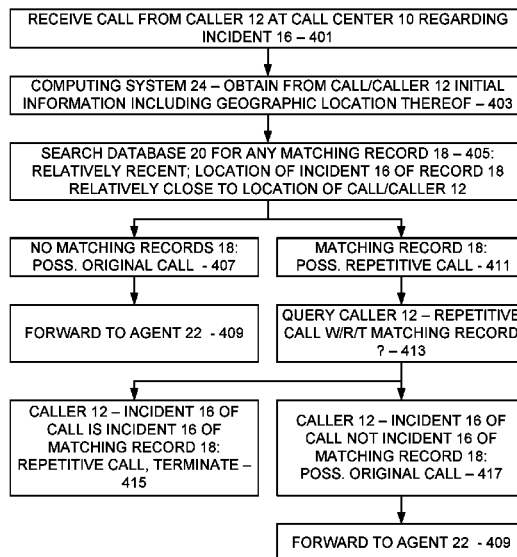 RECEIVE CALL FROM CALLER 12 AT CALL CENTER 10 REGARDING
INCIDENT 16 – 401
COMPUTING SYSTEM 24 – OBTAIN FROM CALL/CALLER 12 INITIAL
INFORMATION INCLUDING GEOGRAPHIC LOCATION THEREOF – 403
SEARCH DATABASE 20 FOR ANY MATCHING RECORD 18 – 405:
RELATIVELY RECENT; LOCATION OF INCIDENT 16 OF RECORD 18
RELATIVELY CLOSE TO LOCATION OF CALL/CALLER 12
NO MATCHING RECORDS 18:
POSS. ORIGINAL CALL - 407
MATCHING RECORD 18:
POSS. REPETITIVE CALL – 411
FORWARD TO AGENT 22 - 409
QUERY CALLER 12 – REPETITIVE
CALL W/R/T MATCHING RECORD
? – 413
CALLER 12 – INCIDENT 16 OF
CALL IS INCIDENT 16 OF
MATCHING RECORD 18:
REPETITIVE CALL, TERMINATE –
415
CALLER 12 – INCIDENT 16 OF
CALL NOT INCIDENT 16 OF
MATCHING RECORD 18:
POSS. ORIGINAL CALL – 417
FORWARD TO AGENT 22 – 409